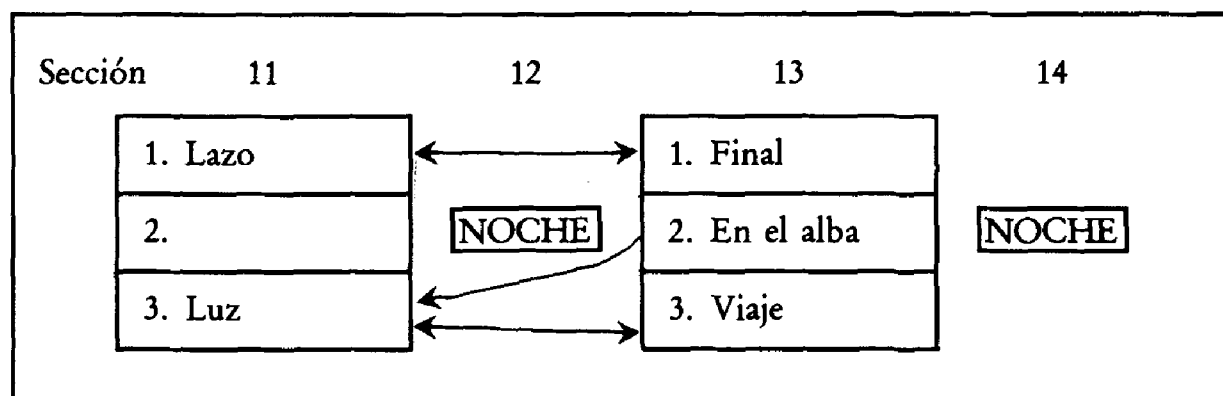 Sección 11 12 13 14
1. Lazo 1. Final
2. NOCHE 2. En el alba NOCHE
3. Luz 3. Viaje